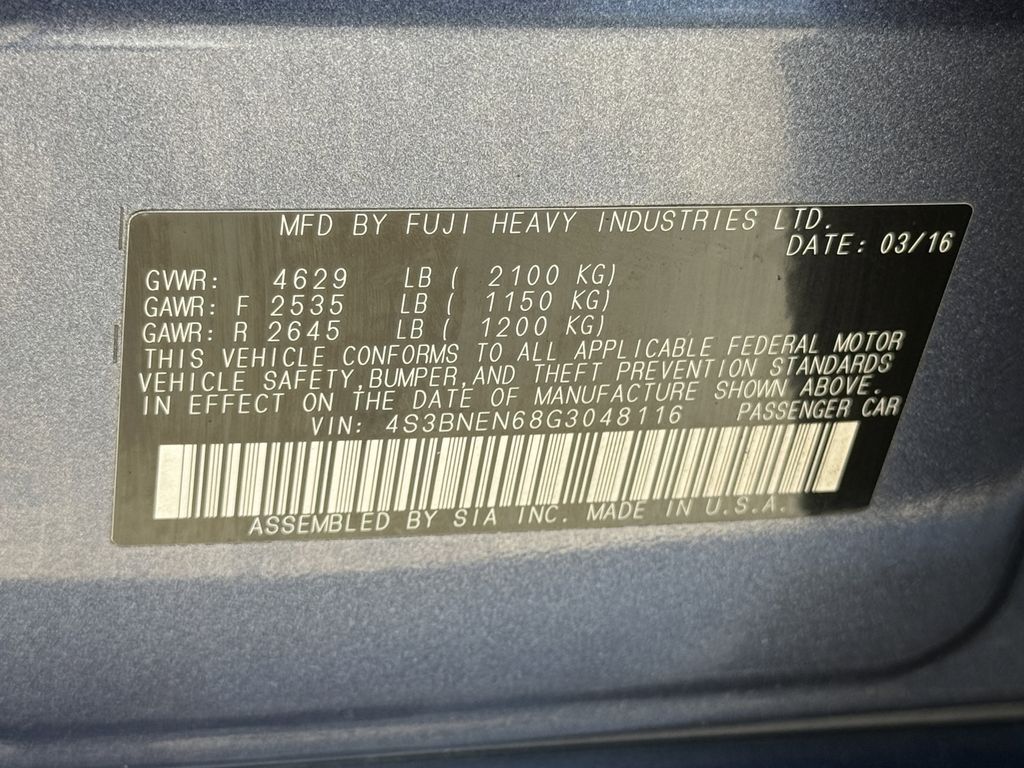 MFD BY FUJI HEAVY INDUSTRIES LTD.
DATE: 03/16
GVWR: 4629 LB ( 2100 KG)
GAWR: F 2535 LB ( 1150 KG)
GAWR: R 2645 LB ( 1200 KG)
THIS VEHICLE CONFORMS TO ALL APPLICABLE FEDERAL MOTOR
VEHICLE SAFETY,BUMPER,AND THEFT PREVENTION STANDARDS
IN EFFECT ON THE DATE OF MANUFACTURE SHOWN ABOVE.
VIN: 4S3BNEN68G3048116 PASSENGER CAR
ASSEMBLED BY SIA INC. MADE IN U.S.A.